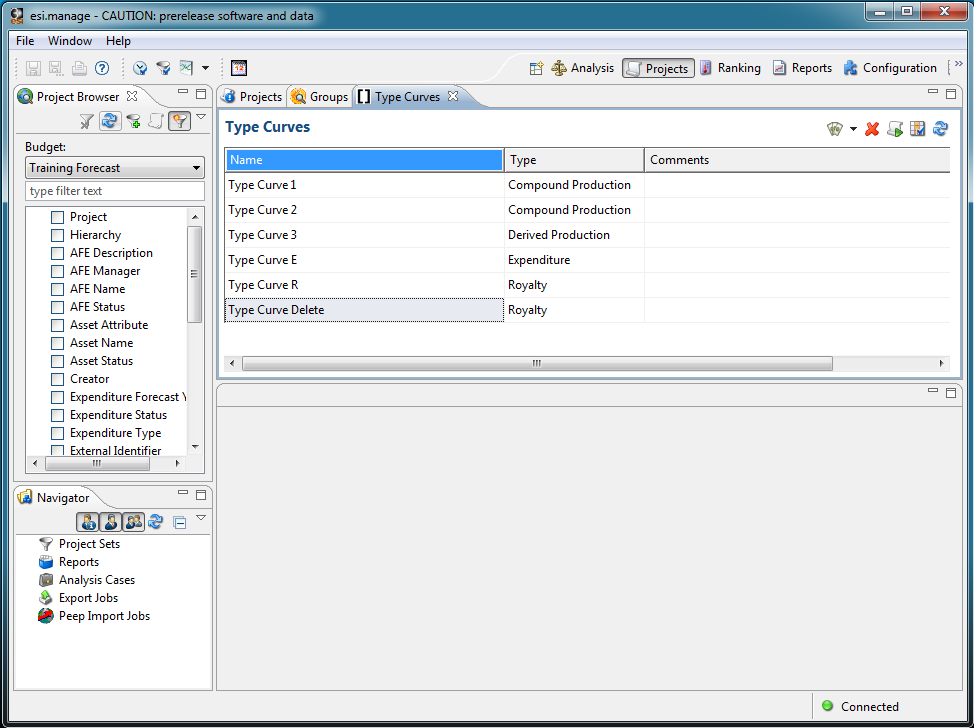 esi.manage - CAUTION: prerelease software and data
File Window Help
12
Analysis Projects Ranking Reports Configuration
Project Browser
Budget:
Training Forecast
type filter text
Project
Hierarchy
AFE Description
AFE Manager
AFE Name
AFE Status
Asset Attribute
Asset Name
Asset Status
Creator
Expenditure Forecast Y
Expenditure Status
Expenditure Type
External Identifier
Navigator
Project Sets
Reports
Analysis Cases
Export Jobs
Peep Import Jobs
Projects Groups Type Curves
Type Curves
Name Type Comments
Type Curve 1 Compound Production
Type Curve 2 Compound Production
Type Curve 3 Derived Production
Type Curve E Expenditure
Type Curve R Royalty
Type Curve Delete Royalty
Connected